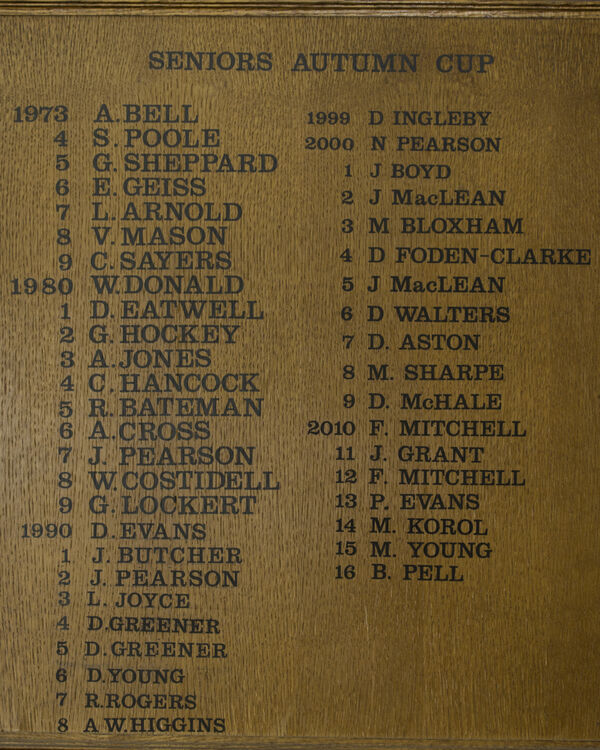 SENIORS AUTUMN CUP
1973 A. BELL
4 S. POOLE
5 G. SHEPPARD
6 E. GEISS
7 L. ARNOLD
8 V. MASON
9 C. SAYERS
1980 W. DONALD
1 D. EATWELL
2 G. HOCKEY
3 A. JONES
4 C. HANCOCK
5 R. BATEMAN
6 A. CROSS
7 J. PEARSON
8 W. COSTIDELL
9 G. LOCKERT
1990 D. EVANS
1 J. BUTCHER
2 J. PEARSON
3 L. JOYCE
4 D. GREENER
5 D. GREENER
6 D. YOUNG
7 R. ROGERS
8 A W. HIGGINS
1999 D INGLEBY
2000 N PEARSON
1 J BOYD
2 J MacLEAN
3 M BLOXHAM
4 D FODEN-CLARKE
5 J MacLEAN
6 D WALTERS
7 D. ASTON
8 M. SHARPE
9 D. McHALE
2010 F. MITCHELL
11 J. GRANT
12 F. MITCHELL
13 P. EVANS
14 M. KOROL
15 M. YOUNG
16 B. PELL